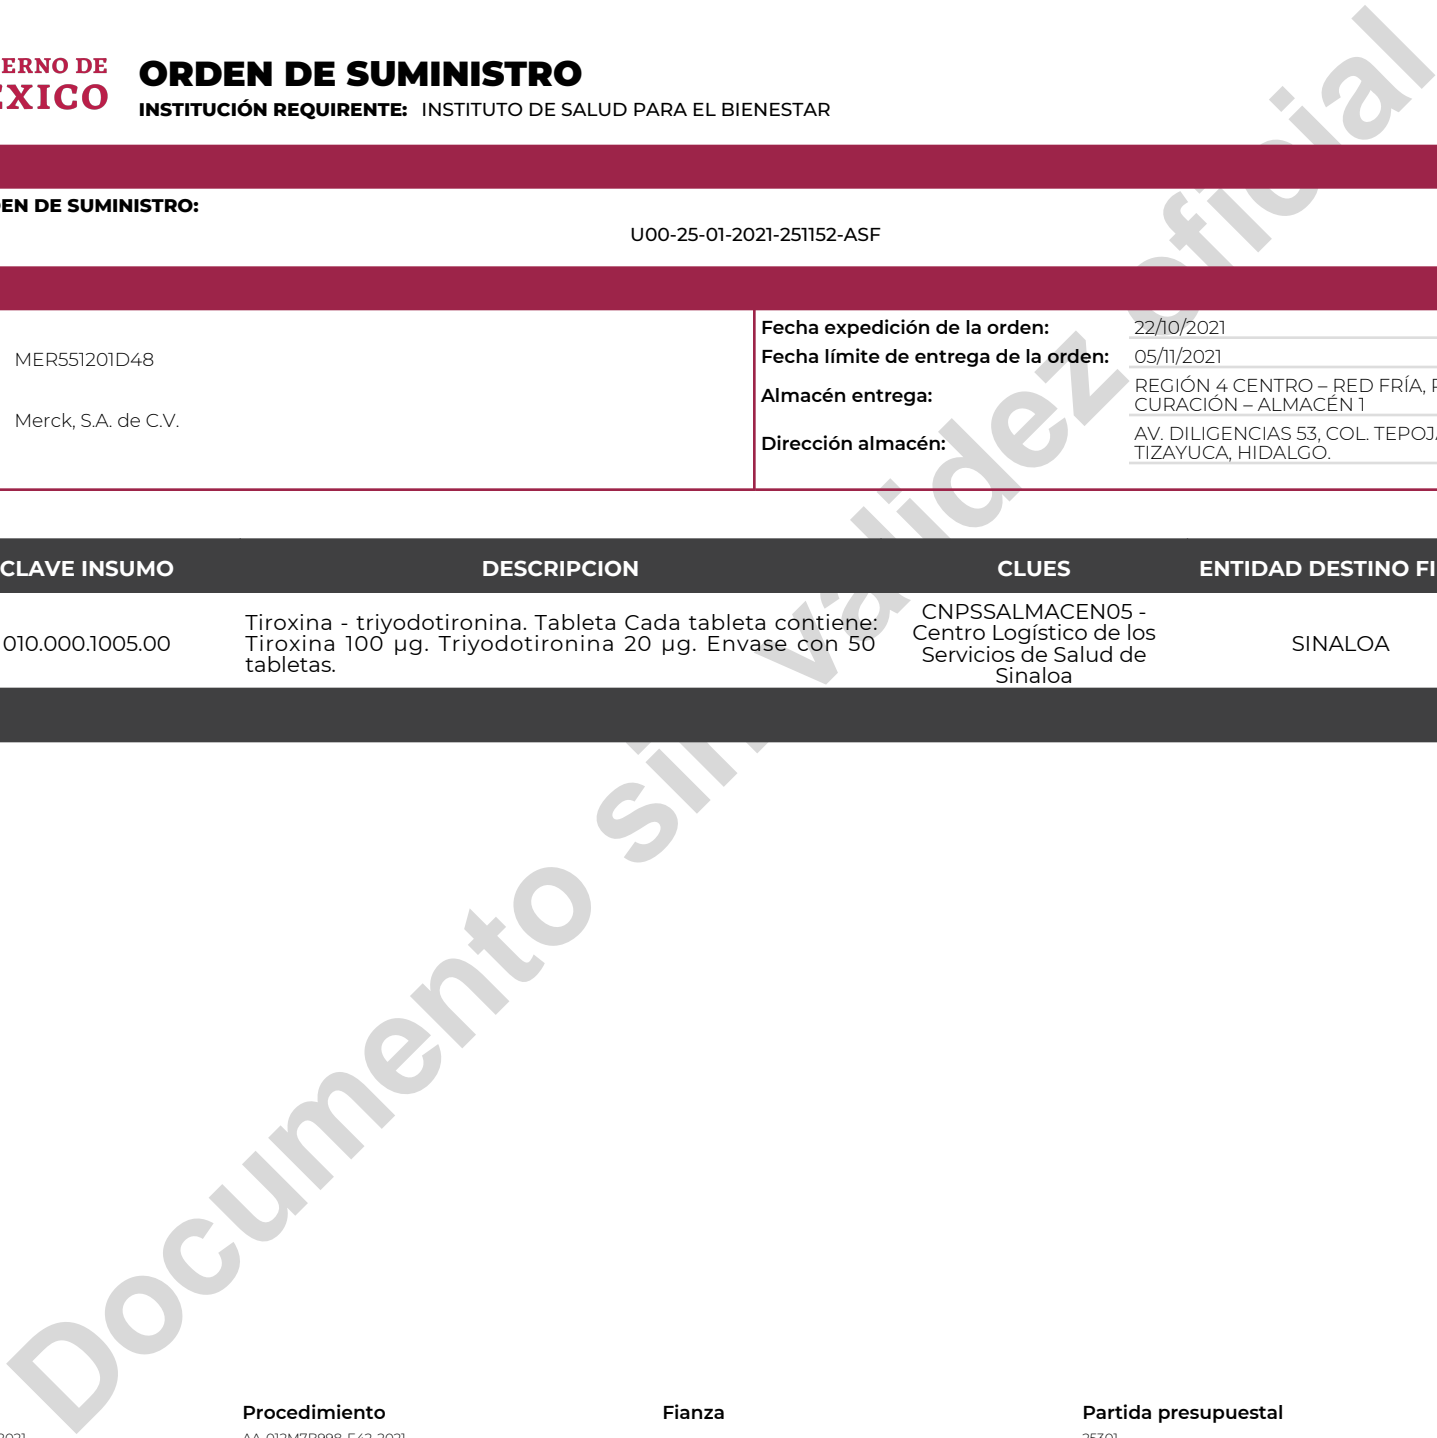 ERNO DE
ORDEN DE SUMINISTRO
INSTITUCIÓN REQUIRENTE: INSTITUTO DE SALUD PARA EL BIENESTAR
DE SUMINISTRO:
U00-25-01-2021-251152-ASF
MER551201D48
Merck, S.A. de C.V.
Fecha expedición de la orden: 22/10/2021
Fecha límite de entrega de la orden: 05/11/2021
Almacén entrega: REGIÓN 4 CENTRO – RED FRÍA,
CURACIÓN – ALMACÉN 1
Dirección almacén: AV. DILIGENCIAS 53, COL.
TIZAYUCA, HIDALGO.
CLAVE INSUMO DESCRIPCION CLUES ENTIDAD DESTINO
010.000.1005.00
Tiroxina - triyodotironina. Tableta Cada tableta contiene:
Tiroxina 100 µg. Triyodotironina 20 µg. Envase con 50
tabletas.
CNPSSALMACEN05 -
Centro Logístico de los
Servicios de Salud de
Sinaloa
SINALOA
Documento sin validez oficial
Procedimiento Fianza Partida presupuestal